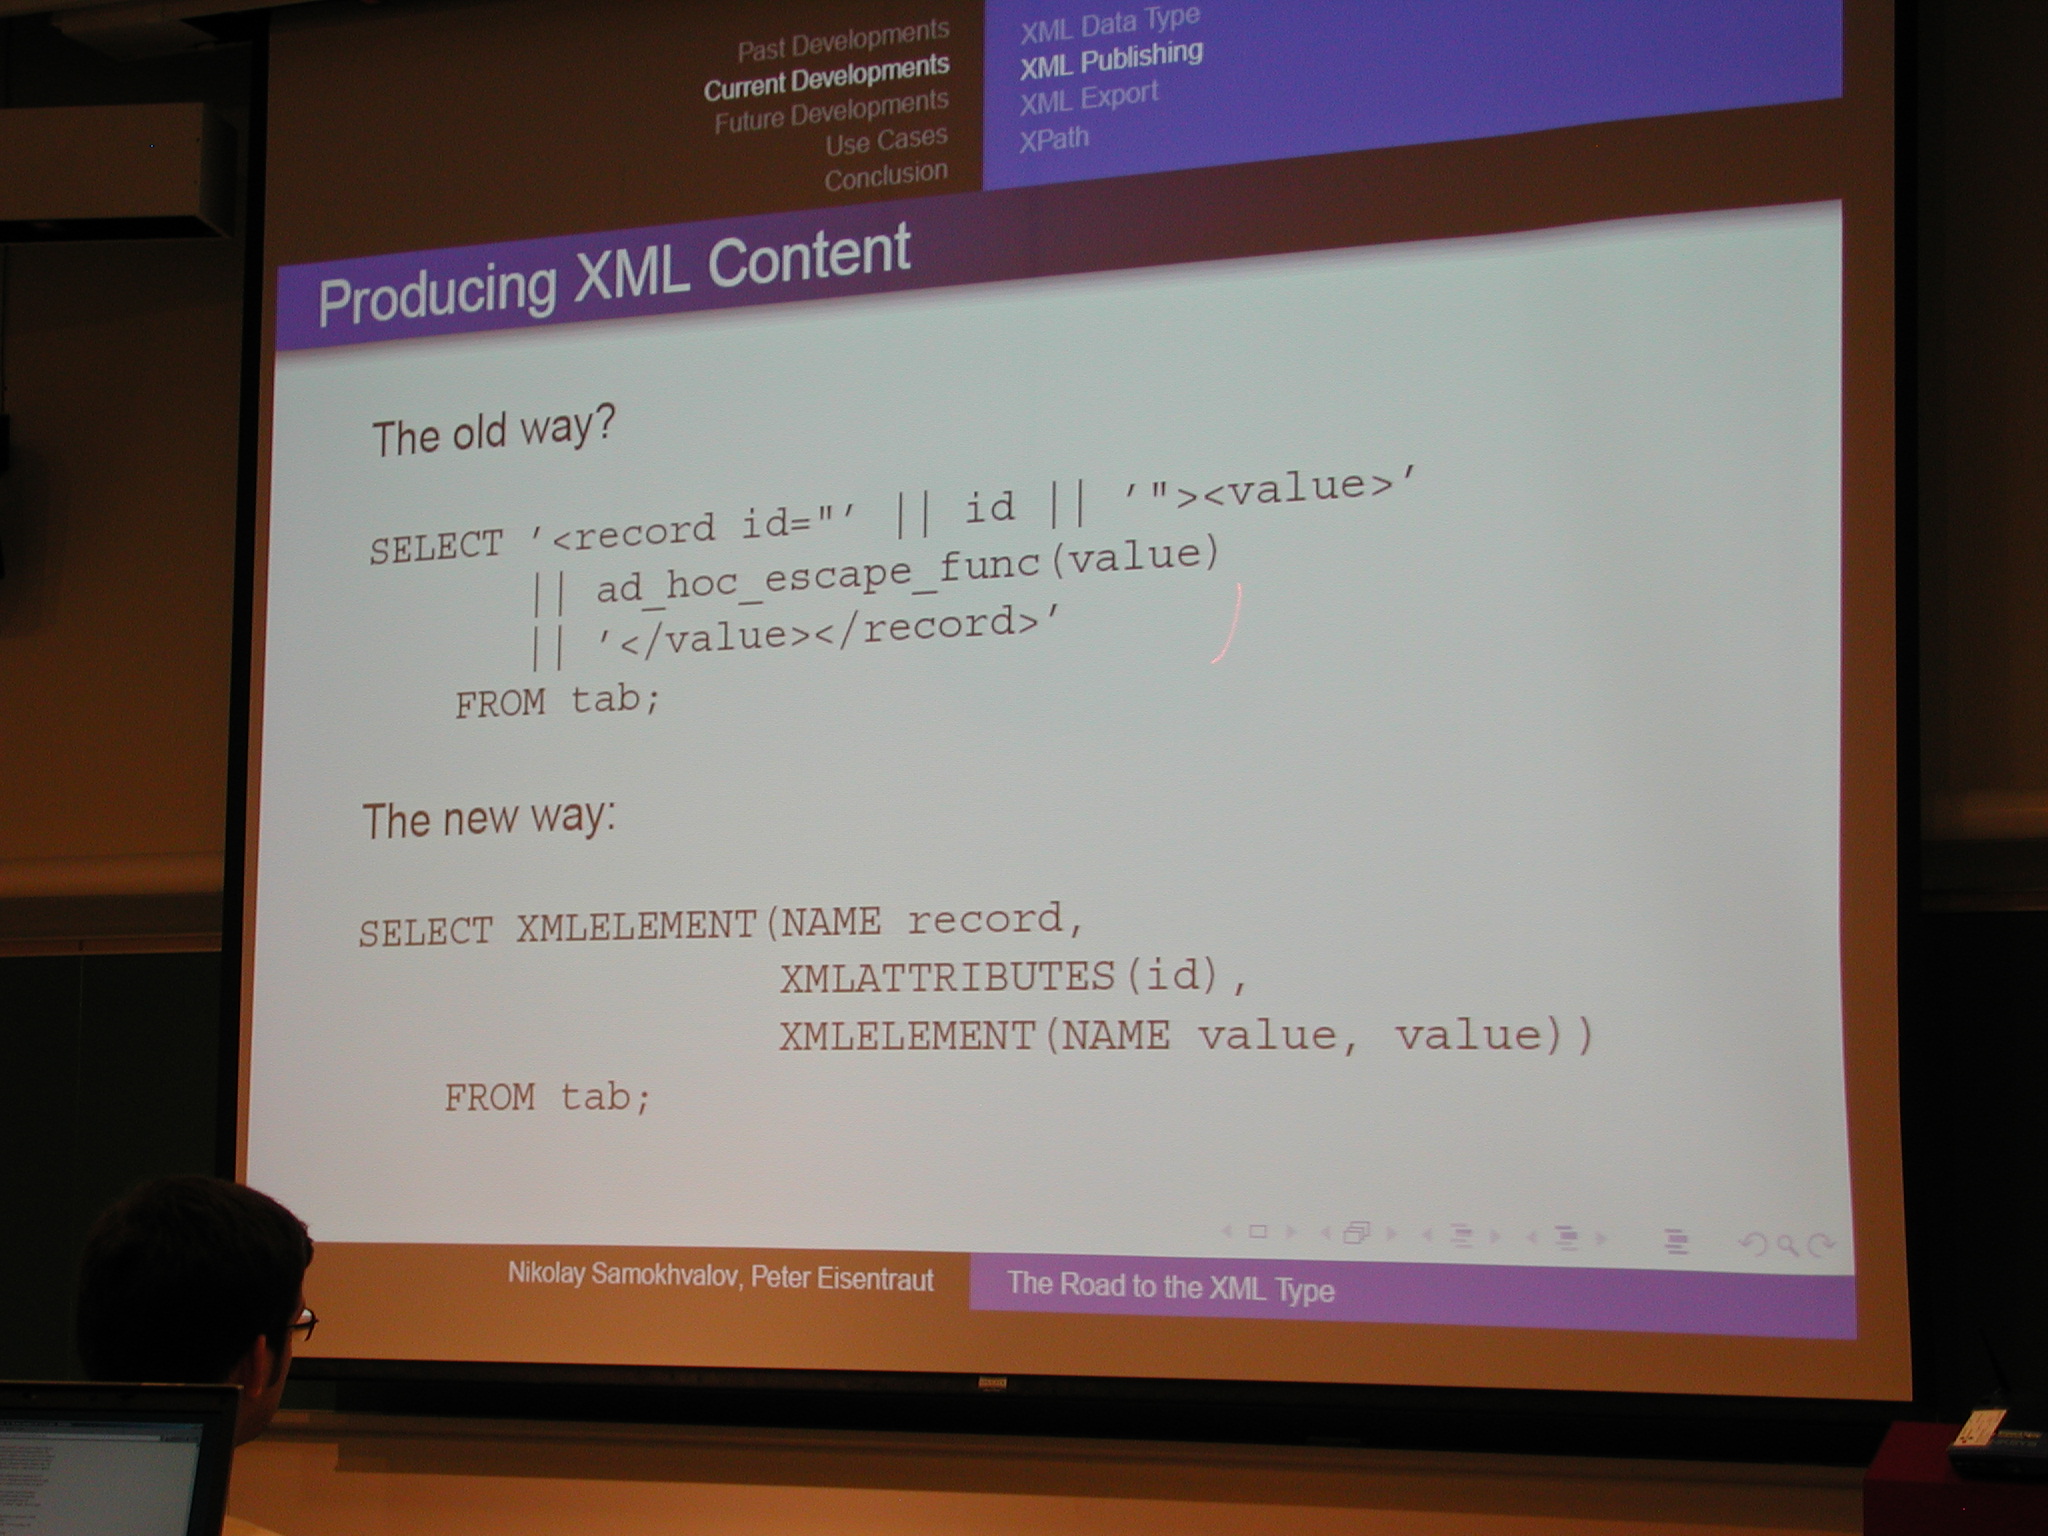 Past Developments
Current Developments
Future Developments
Use Cases
Conclusion
XML Data Type
XML Publishing
XML Export
XPath
Producing XML Content
The old way?
SELECT '<record id="' || id || '"><value>'
|| ad_hoc_escape_func(value)
|| '</value></record>'
FROM tab;
The new way:
SELECT XMLELEMENT(NAME record,
XMLATTRIBUTES(id),
XMLELEMENT(NAME value, value))
FROM tab;
Nikolay Samokhvalov, Peter Eisentraut
The Road to the XML Type